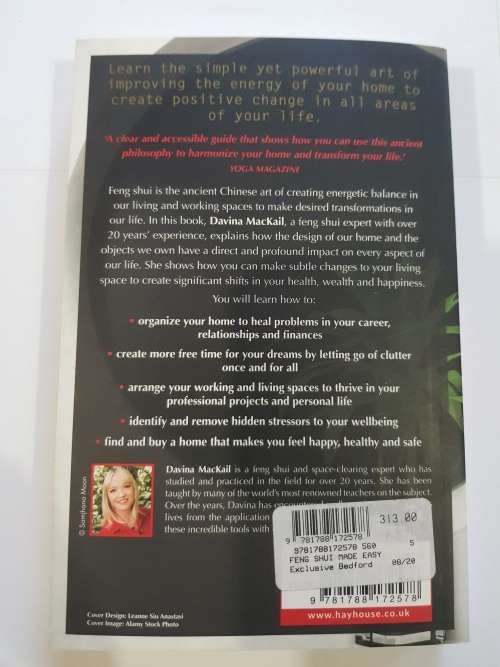 Learn the simple yet powerful art of
improving the energy of your home to
create positive change in all areas
of your life.
'A clear and accessible guide that shows how you can use this ancient
philosophy to harmonize your home and transform your life.'
YOGA MAGAZINE
Feng shui is the ancient Chinese art of creating energetic balance in
our living and working spaces to make desired transformations in
our life. In this book, Davina MacKail, a feng shui expert with over
20 years' experience, explains how the design of our home and the
objects we own have a direct and profound impact on every aspect of
our life. She shows how you can make subtle changes to your living
space to create significant shifts in your health, wealth and happiness.
You will learn how to:
• organize your home to heal problems in your career,
relationships and finances
• create more free time for your dreams by letting go of clutter
once and for all
• arrange your working and living spaces to thrive in your
professional projects and personal life
• identify and remove hidden stressors to your wellbeing
• find and buy a home that makes you feel happy, healthy and safe
© Samjhana Moon
Davina MacKail is a feng shui and space-clearing expert who has
studied and practiced in the field for over 20 years. She has been
taught by many of the world's most renowned teachers on the subject.
Over the years, Davina has
lives from the application
these incredible tools with
313.00
9 781788 172578
9781788172578 560 5
FENG SHUI MADE EASY
Exclusive Bedford 08/20
9 781788 172578
www.hayhouse.co.uk
Cover Design: Leanne Siu Anastasi
Cover Image: Alamy Stock Photo